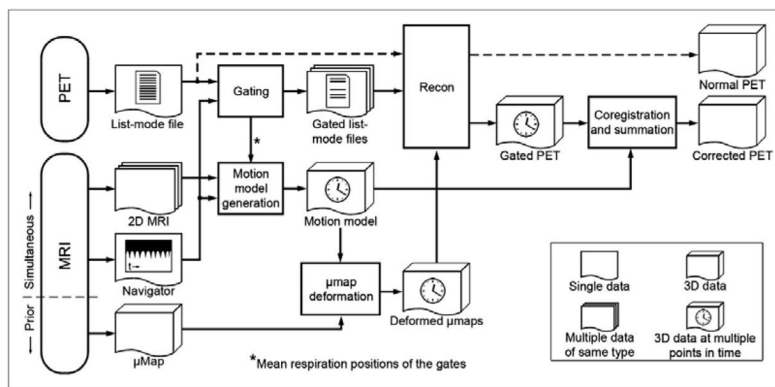 PET
List-mode file
Gating
Gated list-
mode files
Recon
Normal PET
Gated PET
Coregistration
and summation
Corrected PET
*
Simultaneous
Prior
MRI
2D MRI
Motion
model
generation
Motion model
Navigator
t
µmap
deformation
Deformed µmaps
µMap
*Mean respiration positions of the gates
Single data
3D data
Multiple data
of same type
3D data at multiple
points in time